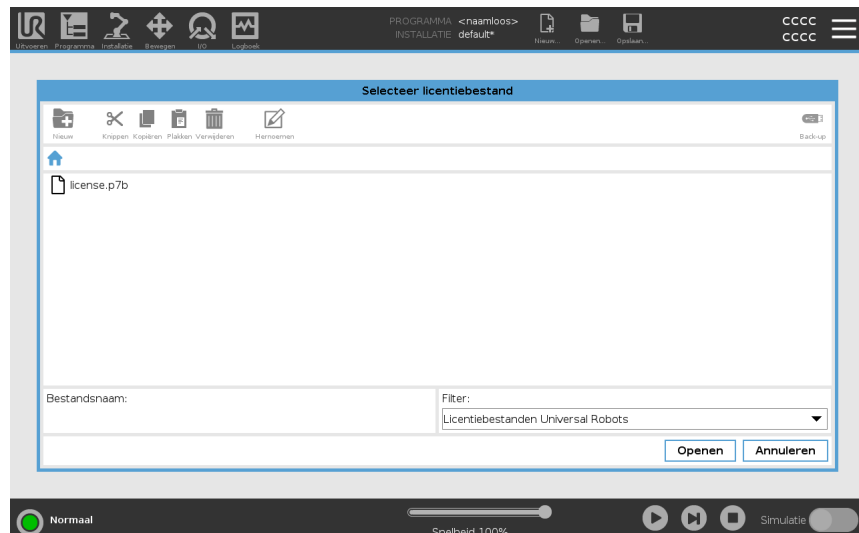 PROGRAMMA <naamloos>
INSTALLATIE default*
Uitvoeren Programma Installatie Bewegen I/O Logboek
Nieuw... Openen... Opslaan...
CCCC
CCCC
Selecteer licentiebestand
Nieuw Knippen Kopiëren Plakken Verwijderen Hernoemen Back-up
license.p7b
Bestandsnaam:
Filter:
Licentiebestanden Universal Robots
Openen Annuleren
Normaal
Snelheid 100%
Simulatie